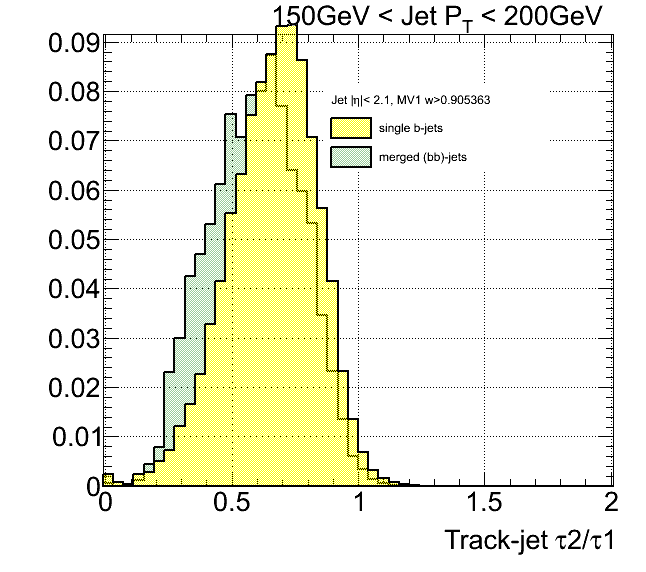 150GeV < Jet P_T < 200GeV
0.09
0.08
0.07
0.06
0.05
0.04
0.03
0.02
0.01
0
Jet |η|< 2.1, MV1 w>0.905363
single b-jets
merged (bb)-jets
0 0.5 1 1.5 2
Track-jet τ2/τ1